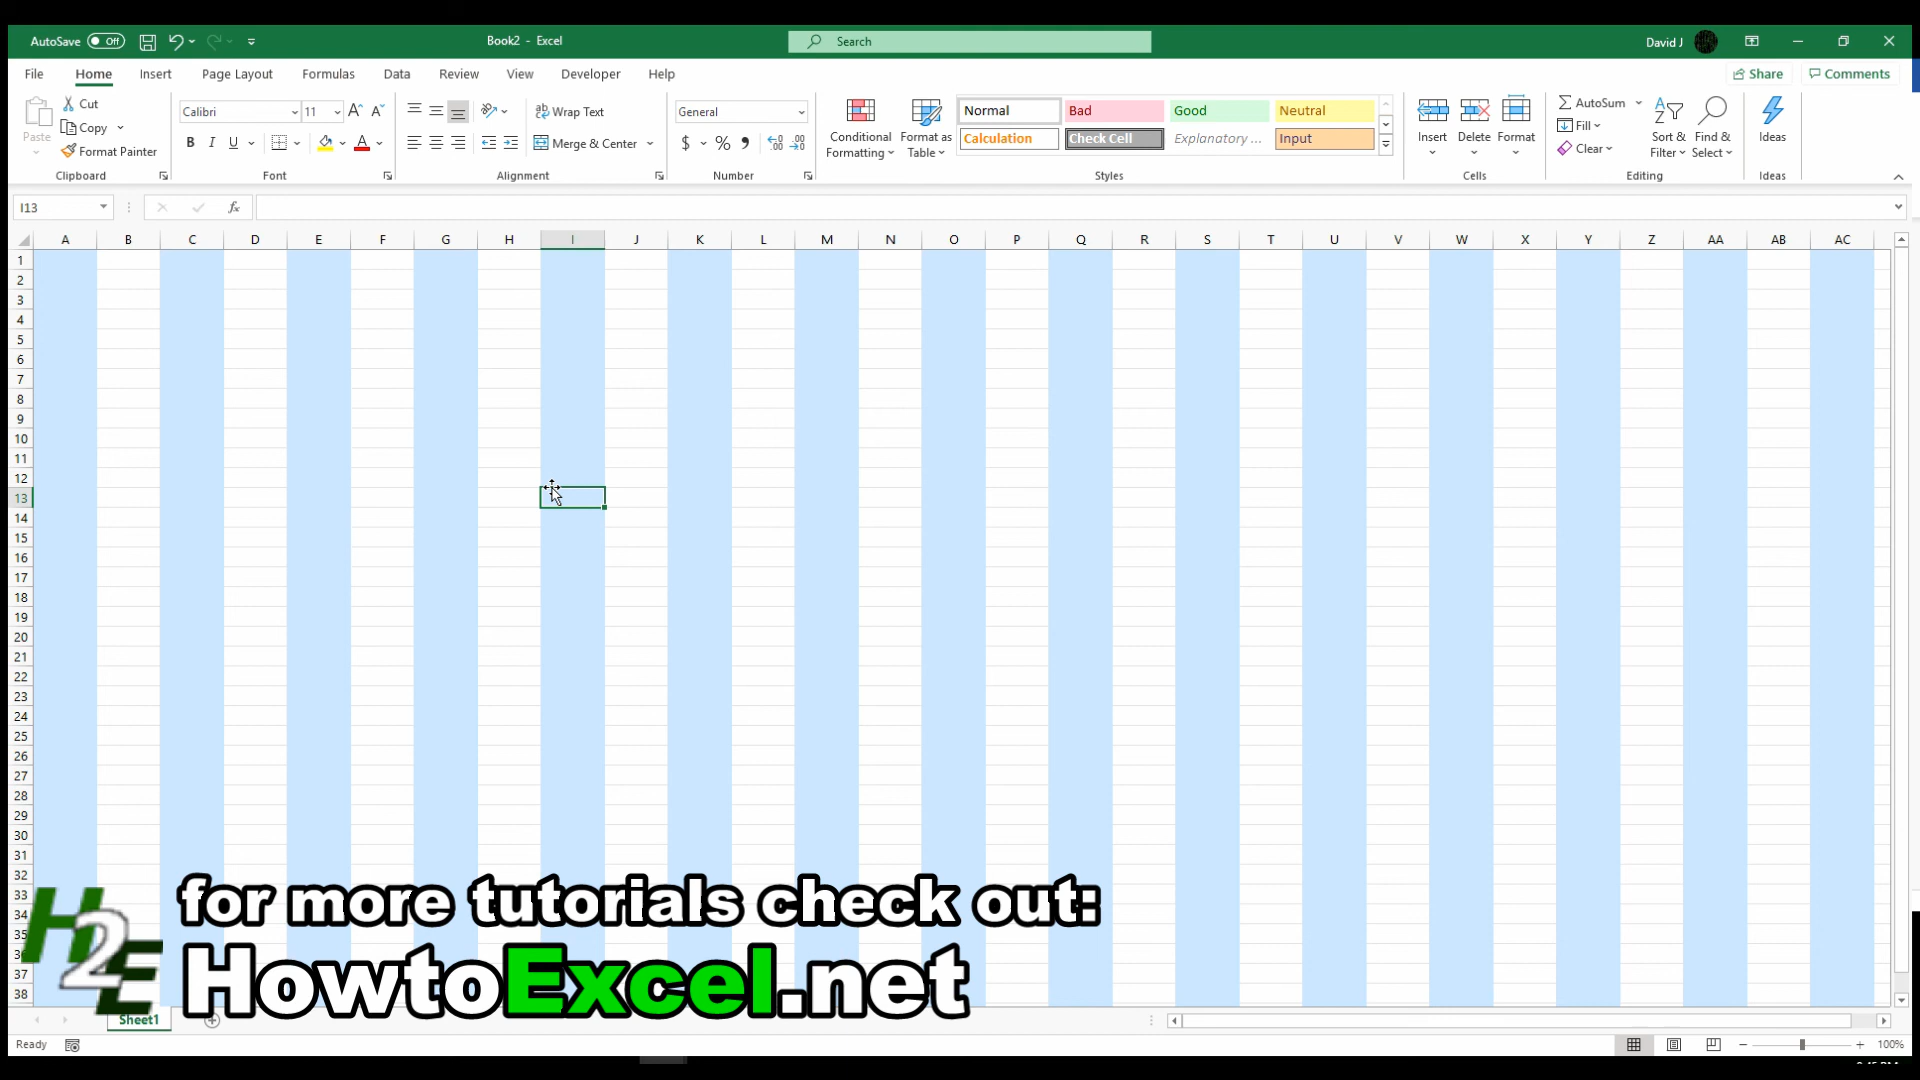 AutoSave Off Book2 - Excel Search David J
File Home Insert Page Layout Formulas Data Review View Developer Help Share Comments
Paste Cut Copy Format Painter Clipboard
Calibri 11 A A B I U A Font
ab Wrap Text Merge & Center Alignment
General $ % Number
Conditional Formatting Format as Table
Normal Bad Good Neutral
Calculation Check Cell Explanatory ... Input
Styles
Insert Delete Format Cells
AutoSum Fill Clear Sort & Filter Find & Select Editing
Ideas Ideas
I13 fx
A B C D E F G H I J K L M N O P Q R S T U V W X Y Z AA AB AC
1
2
3
4
5
6
7
8
9
10
11
12
13
14
15
16
17
18
19
20
21
22
23
24
25
26
27
28
29
30
31
32
33
34
35
37
38
H2E
for more tutorials check out:
HowtoExcel.net
Sheet1
Ready 100%